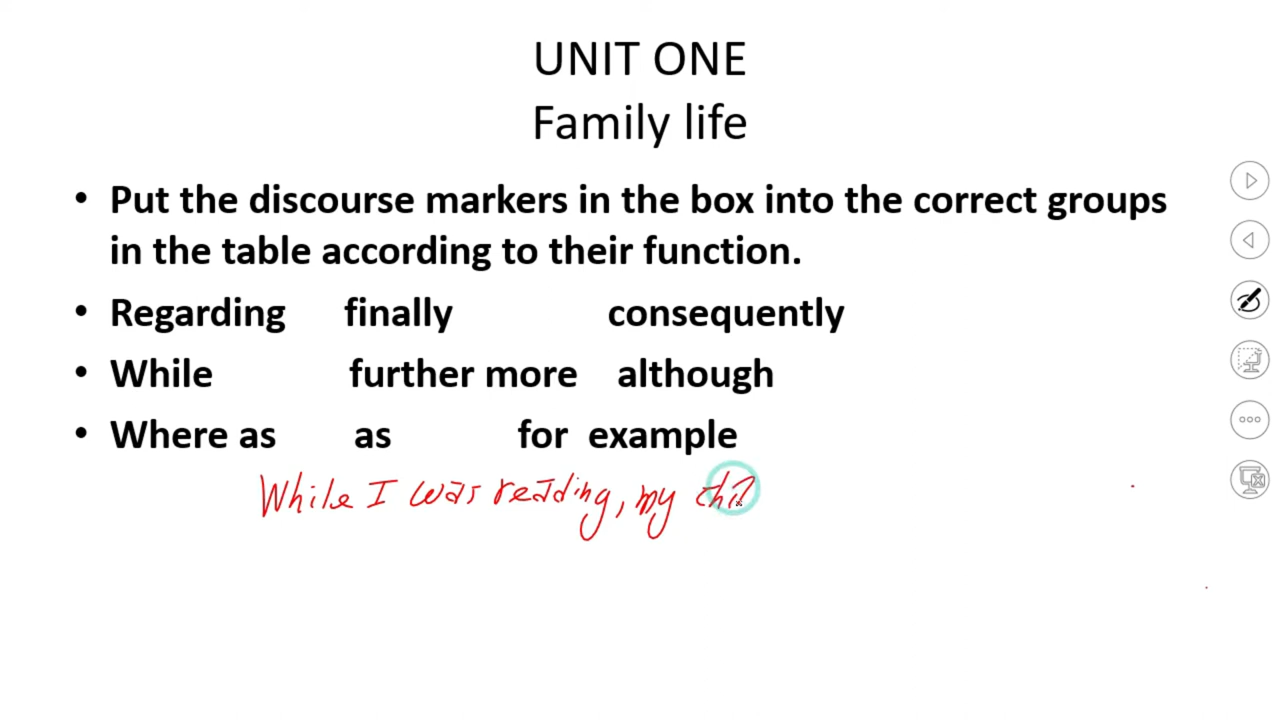 UNIT ONE
Family life
• Put the discourse markers in the box into the correct groups
in the table according to their function.
• Regarding finally consequently
• While further more although
• Where as as for example
While I was reading, my